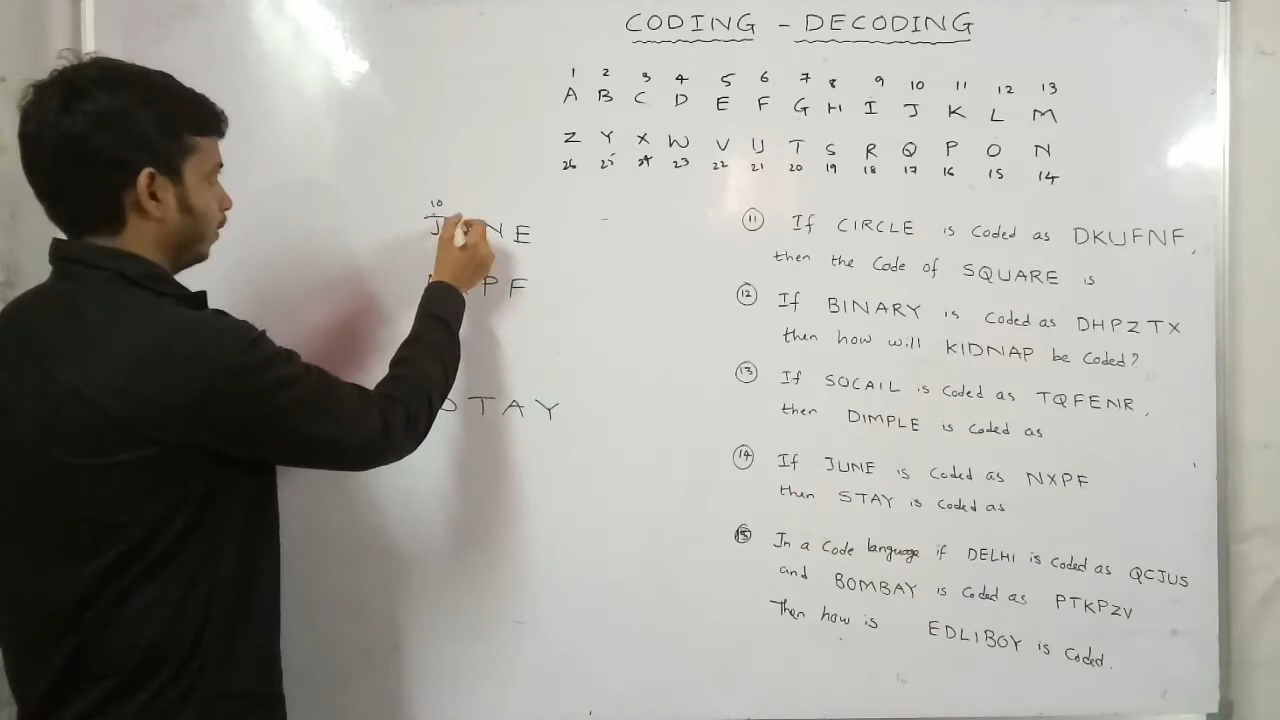 CODING - DECODING
1 2 3 4 5 6 7 8 9 10 11 12 13
A B C D E F G H I J K L M
Z Y X W V U T S R Q P O N
26 25 24 23 22 21 20 19 18 17 16 15 14
10
J N E
P F
T A Y
11 If CIRCLE is coded as DKUFNF,
then the code of SQUARE is
12 If BINARY is coded as DHPZTX
then how will KIDNAP be coded?
13 If SOCAIL is coded as TQFENR,
then DIMPLE is coded as
14 If JUNE is coded as NXPF
then STAY is coded as
15 In a code language if DELHI is coded as QCJUS
and BOMBAY is coded as PTKPZV
Then how is EDLIBOY is coded.